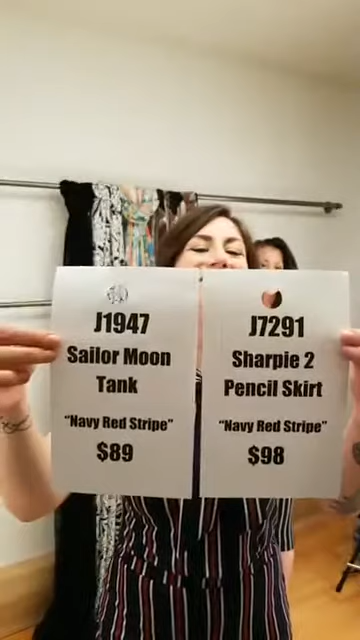 J1947
Sailor Moon
Tank
"Navy Red Stripe"
$89
J7291
Sharpie 2
Pencil Skirt
"Navy Red Stripe"
$98